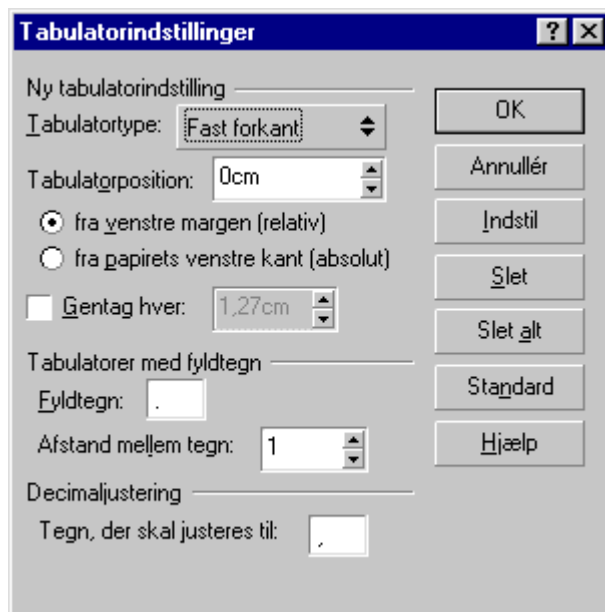 Tabulatorindstillinger
Ny tabulatorindstilling
Tabulatortype: Fast forkant
Tabulatorposition: 0cm
fra venstre margen (relativ)
fra papirets venstre kant (absolut)
Gentag hver: 1,27cm
Tabulatorer med fyldtegn
Fyldtegn: .
Afstand mellem tegn: 1
Decimaljustering
Tegn, der skal justeres til: ,
OK
Annullér
Indstil
Slet
Slet alt
Standard
Hjælp